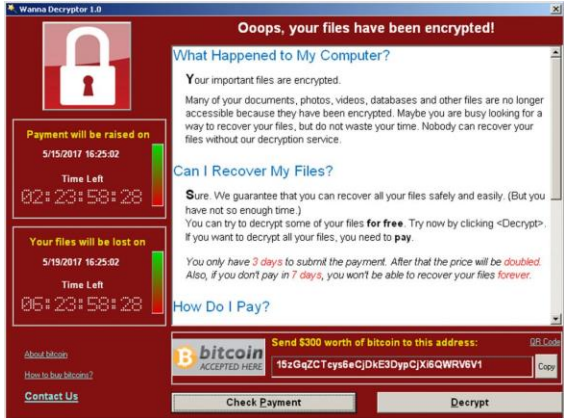 Wanna Decryptor 1.0
Ooops, your files have been encrypted!
What Happened to My Computer?
Your important files are encrypted.
Many of your documents, photos, videos, databases and other files are no longer
accessible because they have been encrypted. Maybe you are busy looking for a
way to recover your files, but do not waste your time. Nobody can recover your
files without our decryption service.
Can I Recover My Files?
Sure. We guarantee that you can recover all your files safely and easily. (But you
have not so enough time.)
You can try to decrypt some of your files for free. Try now by clicking <Decrypt>.
If you want to decrypt all your files, you need to pay.
You only have 3 days to submit the payment. After that the price will be doubled.
Also, if you don't pay in 7 days, you won't be able to recover your files forever.
How Do I Pay?
Payment will be raised on
5/15/2017 16:25:02
Time Left
02:23:58:28
Your files will be lost on
5/19/2017 16:25:02
Time Left
06:23:58:28
About bitcoin
How to buy bitcoins?
Contact Us
bitcoin
ACCEPTED HERE
Send $300 worth of bitcoin to this address:
QR Code
15zGqZCTcys6eCjDkE3DypCjXi6QWRV6V1
Copy
Check Payment
Decrypt